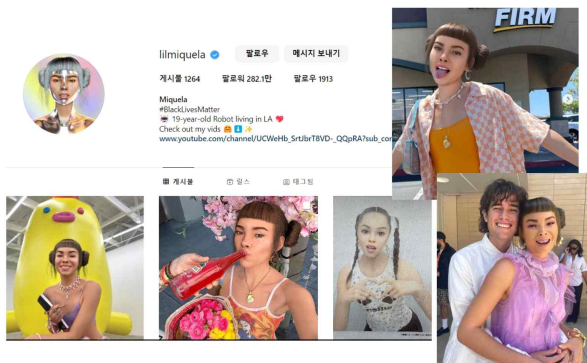 lilmiquela 팔로우 메시지 보내기
게시물 1264 팔로워 282.1만 팔로우 1913
Miquela
#BlackLivesMatter
19-year-old Robot living in LA
Check out my vids
www.youtube.com/channel/UCWeHb_SrtJbrT8VD-_QQpRA?sub_cor
게시물 릴스 태그됨
FIRM